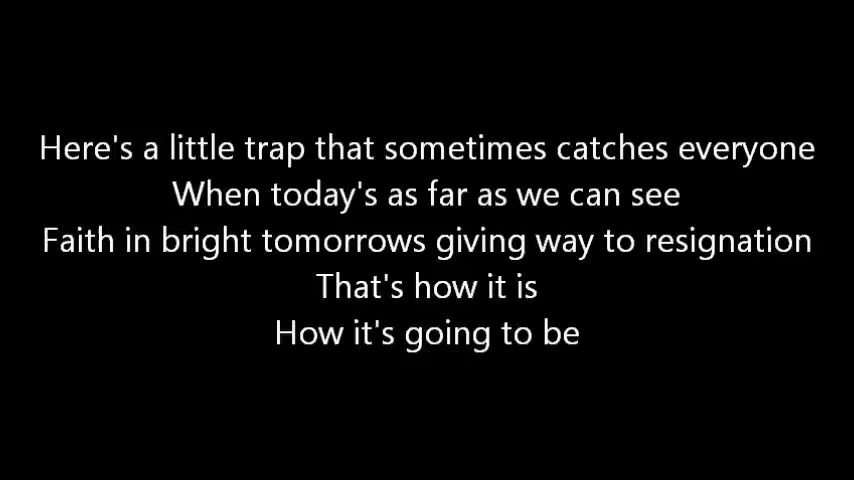 Here's a little trap that sometimes catches everyone
When today's as far as we can see
Faith in bright tomorrows giving way to resignation
That's how it is
How it's going to be